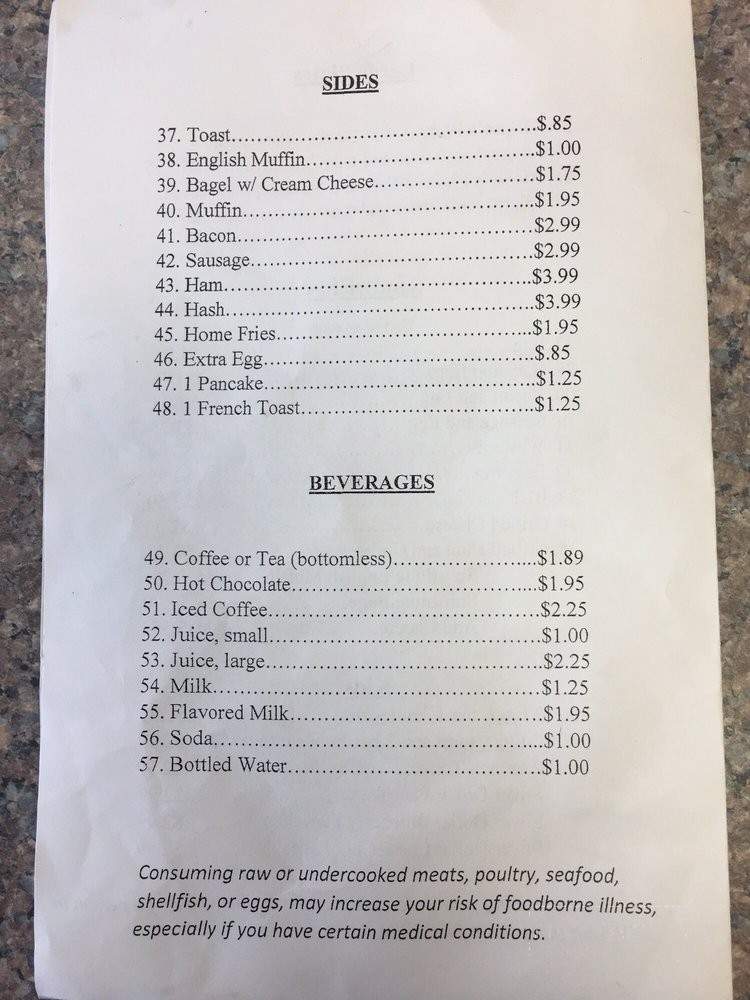 SIDES
37. Toast.................................................$.85
38. English Muffin...................................$1.00
39. Bagel w/ Cream Cheese........................$1.75
40. Muffin.............................................$1.95
41. Bacon..............................................$2.99
42. Sausage...........................................$2.99
43. Ham................................................$3.99
44. Hash...............................................$3.99
45. Home Fries.......................................$1.95
46. Extra Egg.........................................$.85
47. 1 Pancake.........................................$1.25
48. 1 French Toast...................................$1.25
BEVERAGES
49. Coffee or Tea (bottomless).....................$1.89
50. Hot Chocolate....................................$1.95
51. Iced Coffee.......................................$2.25
52. Juice, small.......................................$1.00
53. Juice, large.......................................$2.25
54. Milk................................................$1.25
55. Flavored Milk....................................$1.95
56. Soda................................................$1.00
57. Bottled Water....................................$1.00
Consuming raw or undercooked meats, poultry, seafood,
shellfish, or eggs, may increase your risk of foodborne illness,
especially if you have certain medical conditions.